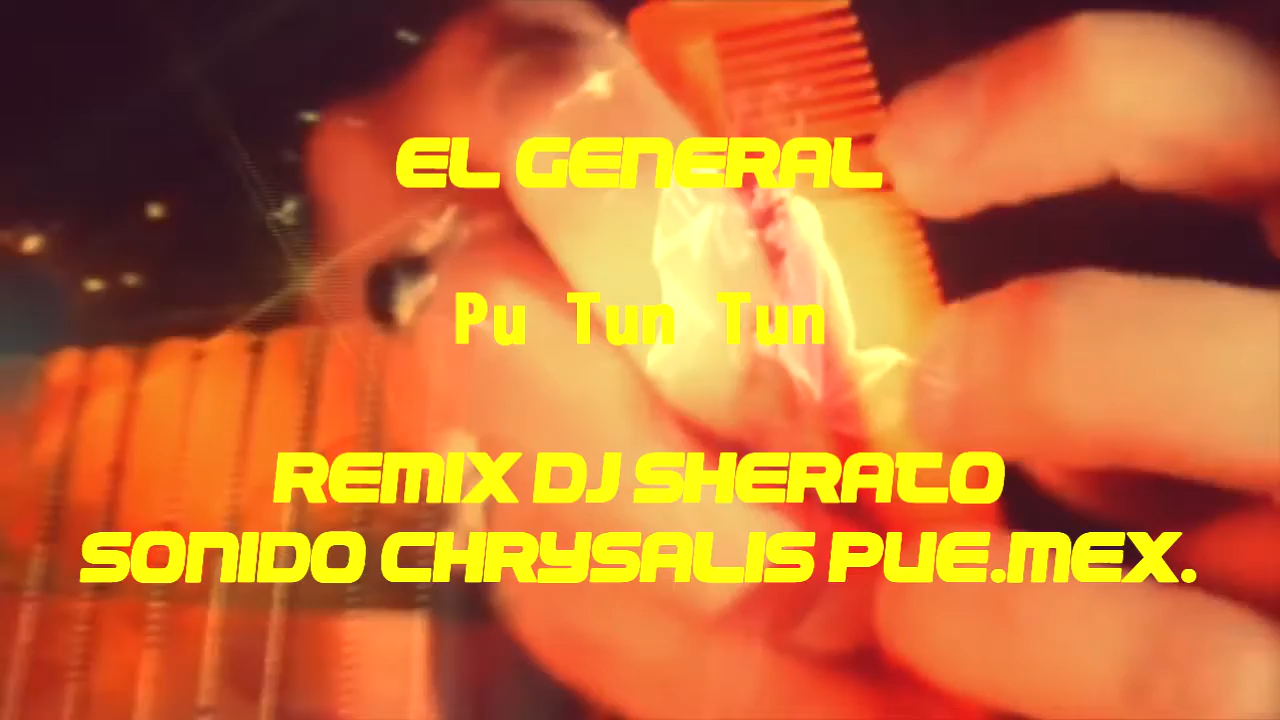 EL GENERAL
Pu Tun Tun
REMIX DJ SHERATO
SONIDO CHRYSALIS PUE.MEX.